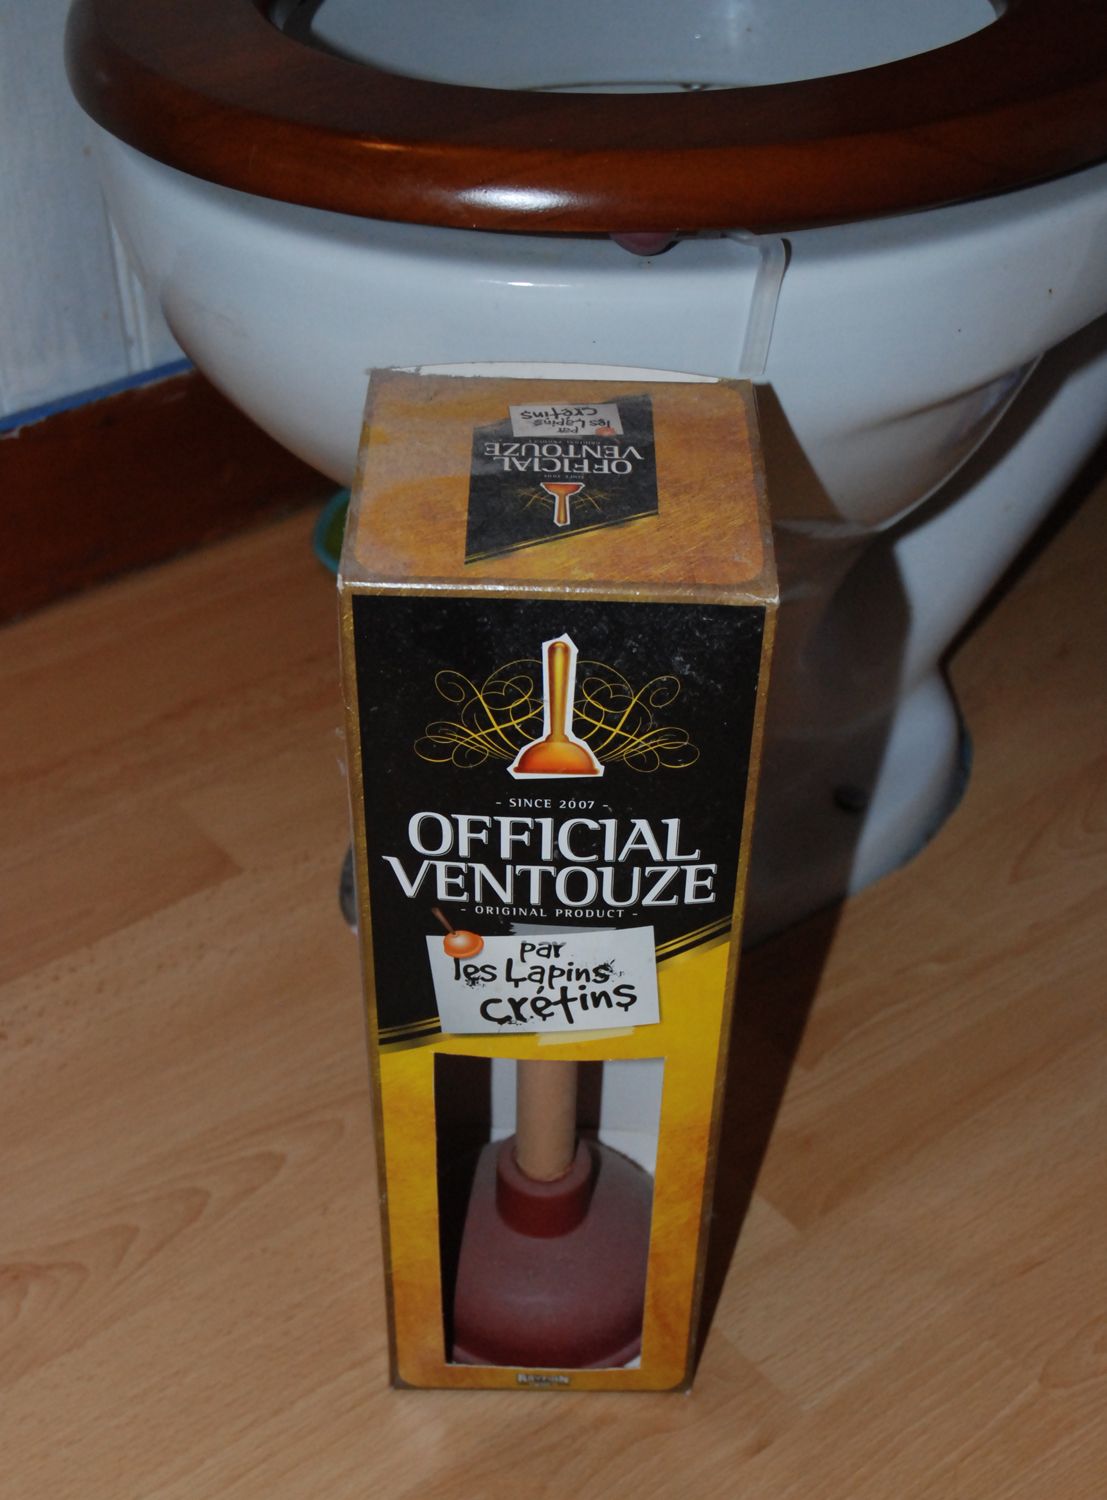 par
les Lapins
crétins
OFFICIAL
VENTOUZE
- SINCE 2007 -
OFFICIAL
VENTOUZE
- ORIGINAL PRODUCT -
par
les Lapins
crétins